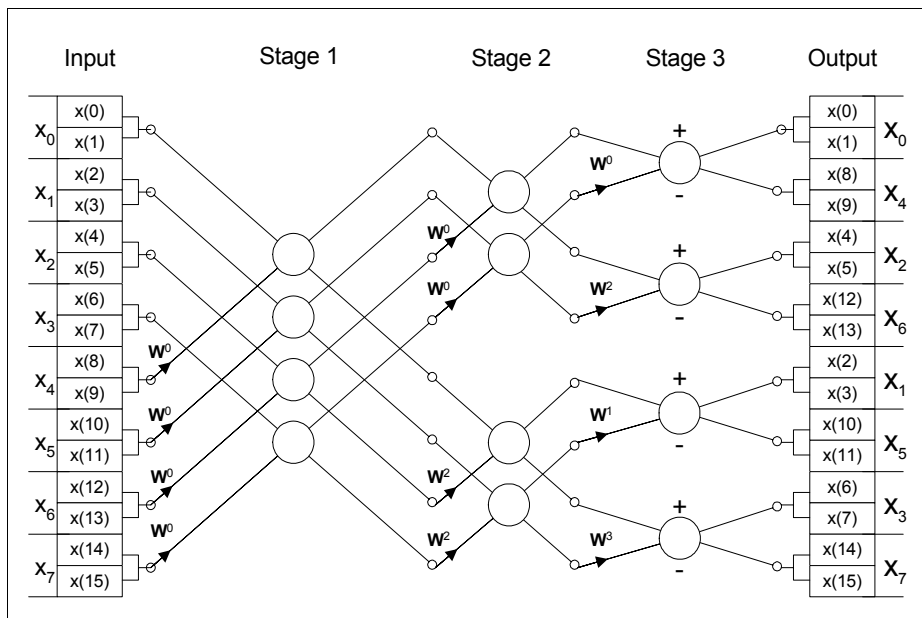 Input Stage 1 Stage 2 Stage 3 Output
x(0) + x(0)
X0 X0
x(1) W0 x(1)
x(2) x(8)
X1 X4
x(3) - x(9)
W0
x(4) + x(4)
X2 X2
x(5) x(5)
W0 W2
x(6) x(12)
X3 X6
x(7) - x(13)
W0
x(8) + x(2)
X4 X1
x(9) x(3)
W0 W1
x(10) x(10)
X5 X5
x(11) - x(11)
W0 W2
x(12) + x(6)
X6 X3
x(13) x(7)
W0 W2 W3
x(14) x(14)
X7 X7
x(15) - x(15)